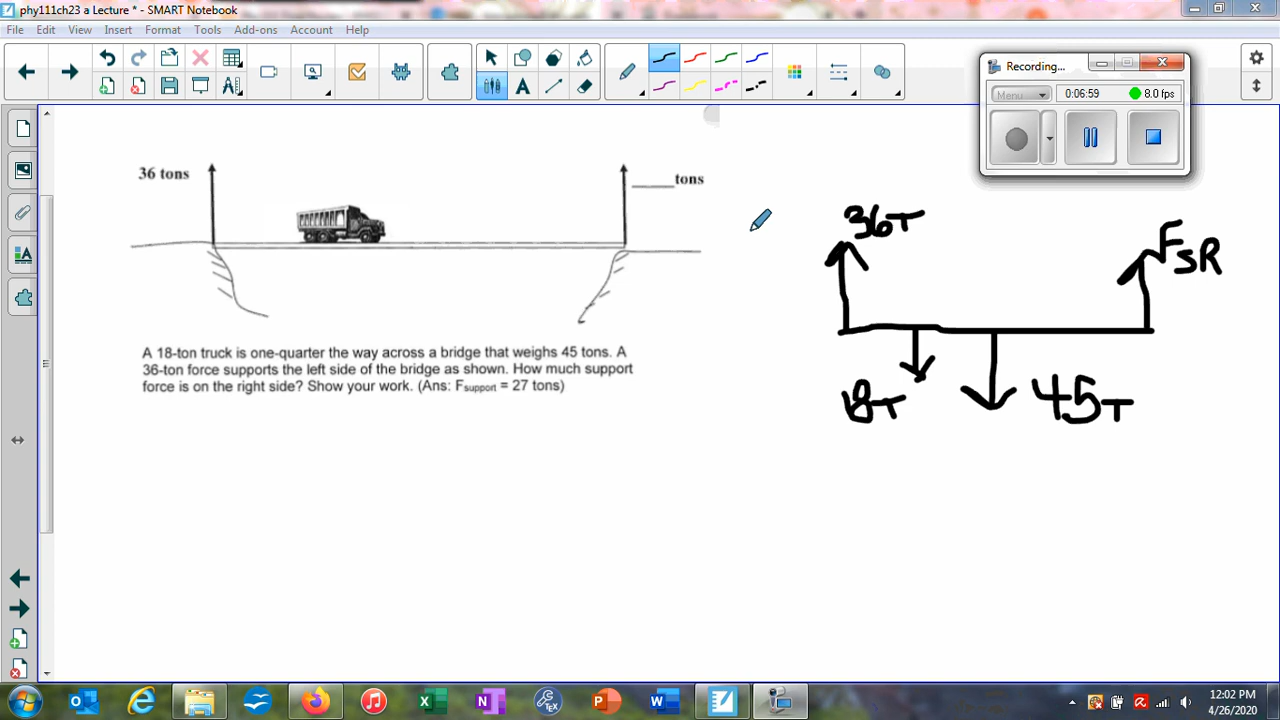 phy111ch23 a Lecture * - SMART Notebook
File Edit View Insert Format Tools Add-ons Account Help
Recording...
Menu 0:06:59 8.0 fps
36 tons
_____tons
36T
FSR
18T
45T
A 18-ton truck is one-quarter the way across a bridge that weighs 45 tons. A
36-ton force supports the left side of the bridge as shown. How much support
force is on the right side? Show your work. (Ans: Fsupport = 27 tons)
12:02 PM
4/26/2020